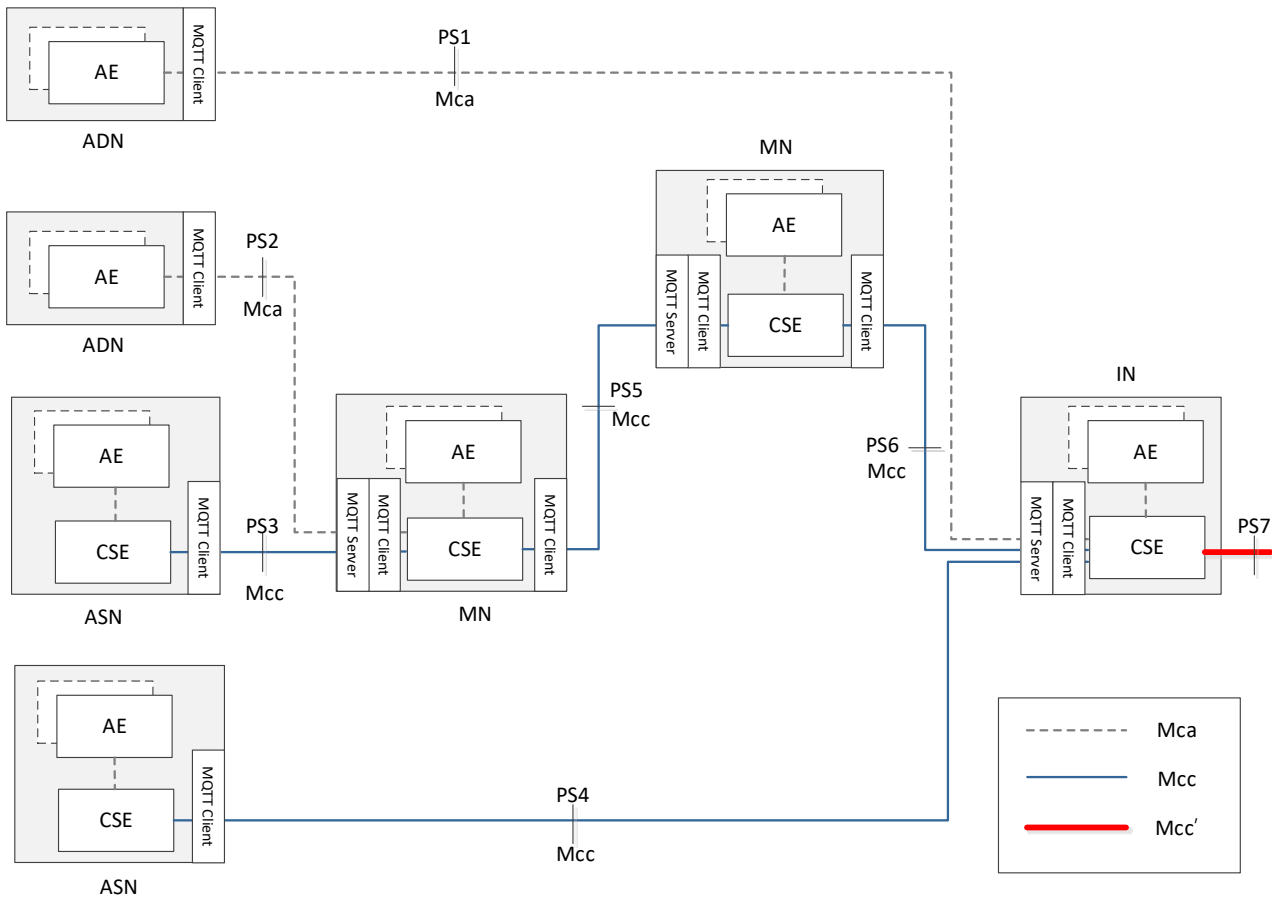 PS1
AE
MQTT Client
Mca
ADN
MN
AE
MQTT Server
MQTT Client
CSE
MQTT Client
PS2
AE
MQTT Client
Mca
ADN
PS5
Mcc
IN
AE
CSE
MQTT Client
ASN
PS3
Mcc
AE
MQTT Server
MQTT Client
CSE
MQTT Client
MN
PS6
Mcc
AE
MQTT Server
MQTT Client
CSE
PS7
AE
CSE
MQTT Client
ASN
PS4
Mcc
Mca
Mcc
Mcc′